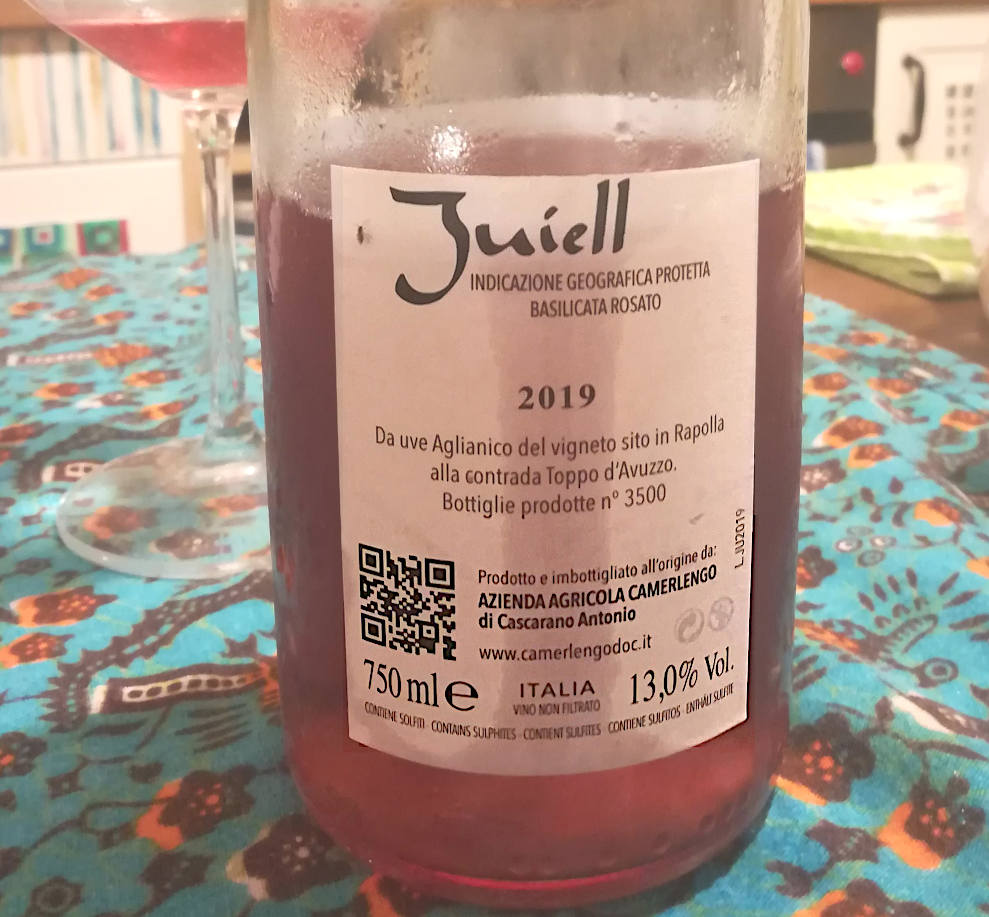 Juiell
INDICAZIONE GEOGRAFICA PROTETTA
BASILICATA ROSATO
2019
Da uve Aglianico del vigneto sito in Rapolla
alla contrada Toppo d'Avuzzo.
Bottiglie prodotte n° 3500
L.JU2019
Prodotto e imbottigliato all'origine da:
AZIENDA AGRICOLA CAMERLENGO
di Cascarano Antonio
www.camerlengodoc.it
750 ml e
ITALIA
VINO NON FILTRATO
13,0% Vol.
CONTIENE SOLFITI - CONTAINS SULPHITES - CONTIENT SULFITES - CONTIENE SULFITOS - ENTHÄLT SULFITE